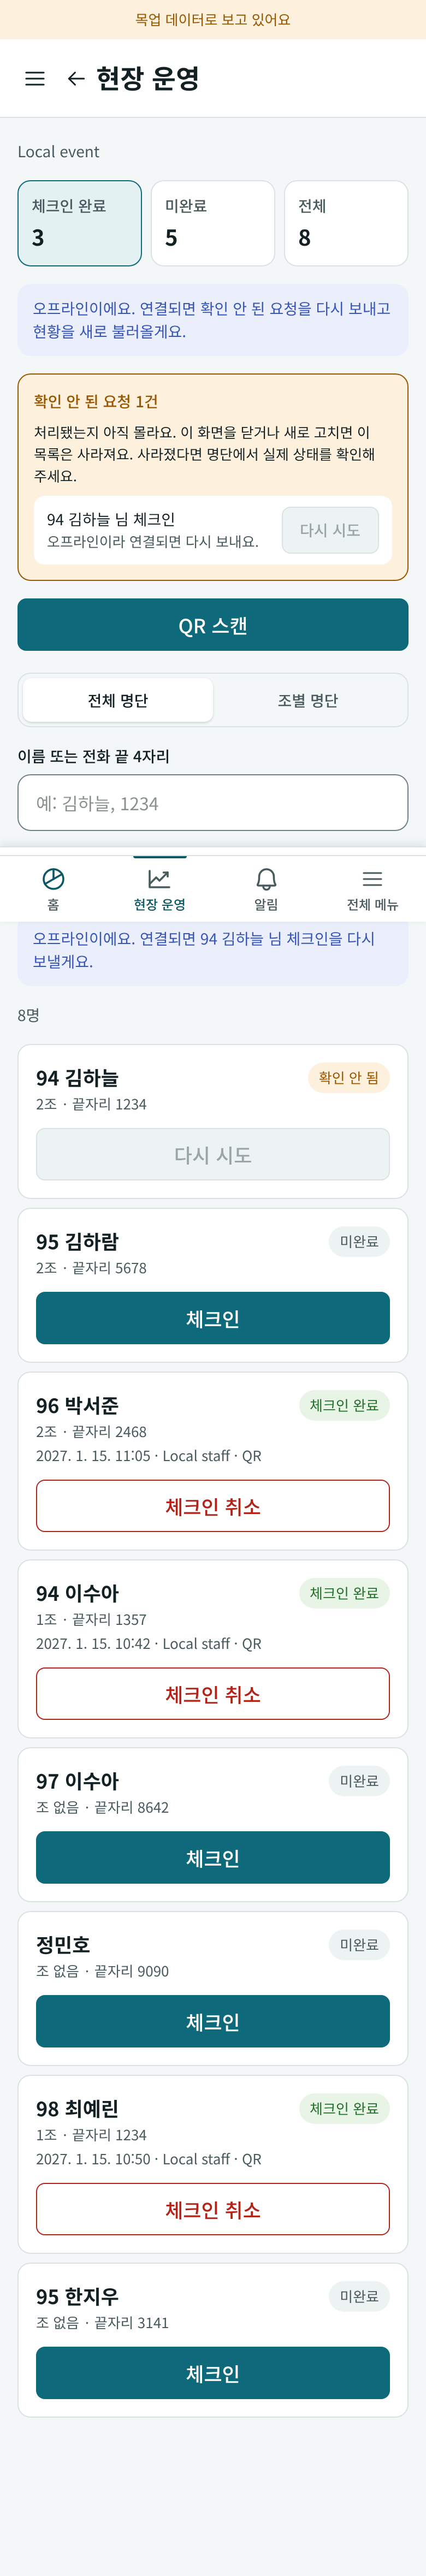 목업 데이터로 보고 있어요
현장 운영
Local event
체크인 완료
3
미완료
5
전체
8
오프라인이에요. 연결되면 확인 안 된 요청을 다시 보내고
현황을 새로 불러올게요.
확인 안 된 요청 1건
처리됐는지 아직 몰라요. 이 화면을 닫거나 새로 고치면 이
목록은 사라져요. 사라졌다면 명단에서 실제 상태를 확인해
주세요.
94 김하늘 님 체크인
오프라인이라 연결되면 다시 보내요.
다시 시도
QR 스캔
전체 명단
조별 명단
이름 또는 전화 끝 4자리
예: 김하늘, 1234
홈
현장 운영
알림
전체 메뉴
오프라인이에요. 연결되면 94 김하늘 님 체크인을 다시
보낼게요.
8명
94 김하늘
확인 안 됨
2조 · 끝자리 1234
다시 시도
95 김하람
미완료
2조 · 끝자리 5678
체크인
96 박서준
체크인 완료
2조 · 끝자리 2468
2027. 1. 15. 11:05 · Local staff · QR
체크인 취소
94 이수아
체크인 완료
1조 · 끝자리 1357
2027. 1. 15. 10:42 · Local staff · QR
체크인 취소
97 이수아
미완료
조 없음 · 끝자리 8642
체크인
정민호
미완료
조 없음 · 끝자리 9090
체크인
98 최예린
체크인 완료
1조 · 끝자리 1234
2027. 1. 15. 10:50 · Local staff · QR
체크인 취소
95 한지우
미완료
조 없음 · 끝자리 3141
체크인